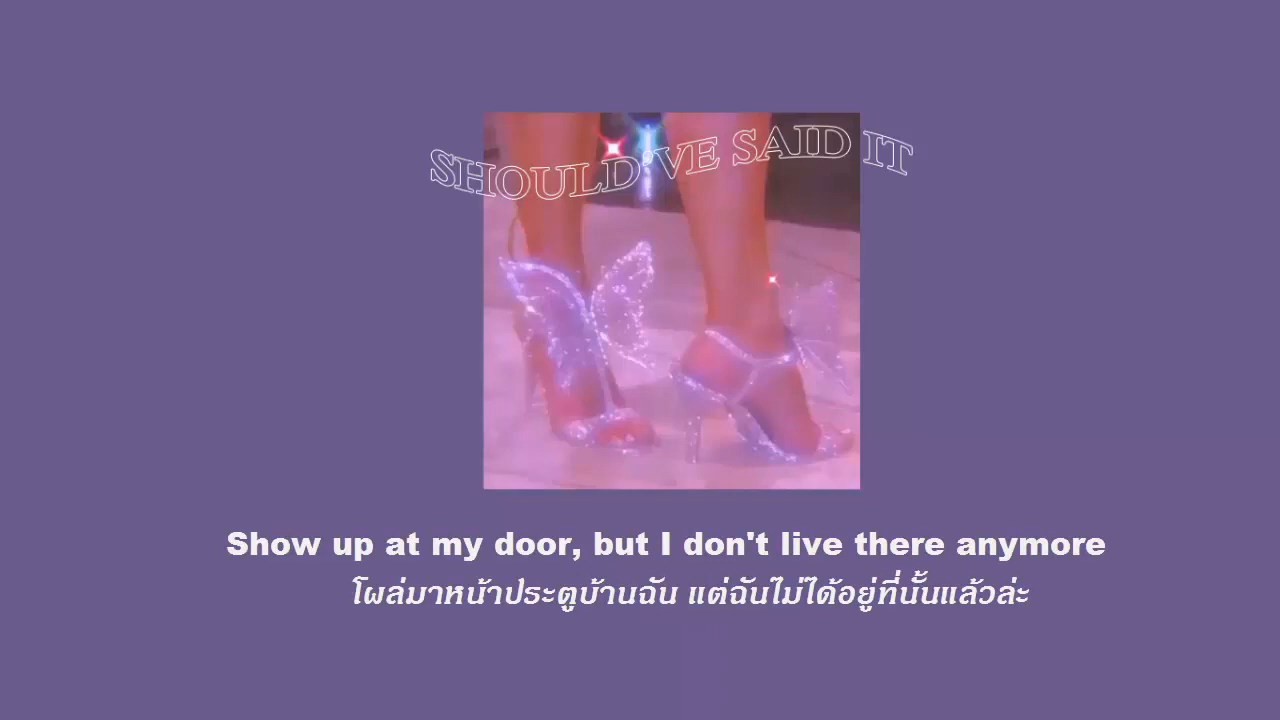 SHOULD'VE SAID IT
Show up at my door, but I don't live there anymore
โผล่มาหน้าประตูบ้านฉัน แต่ฉันไม่ได้อยู่ที่นั้นแล้วล่ะ